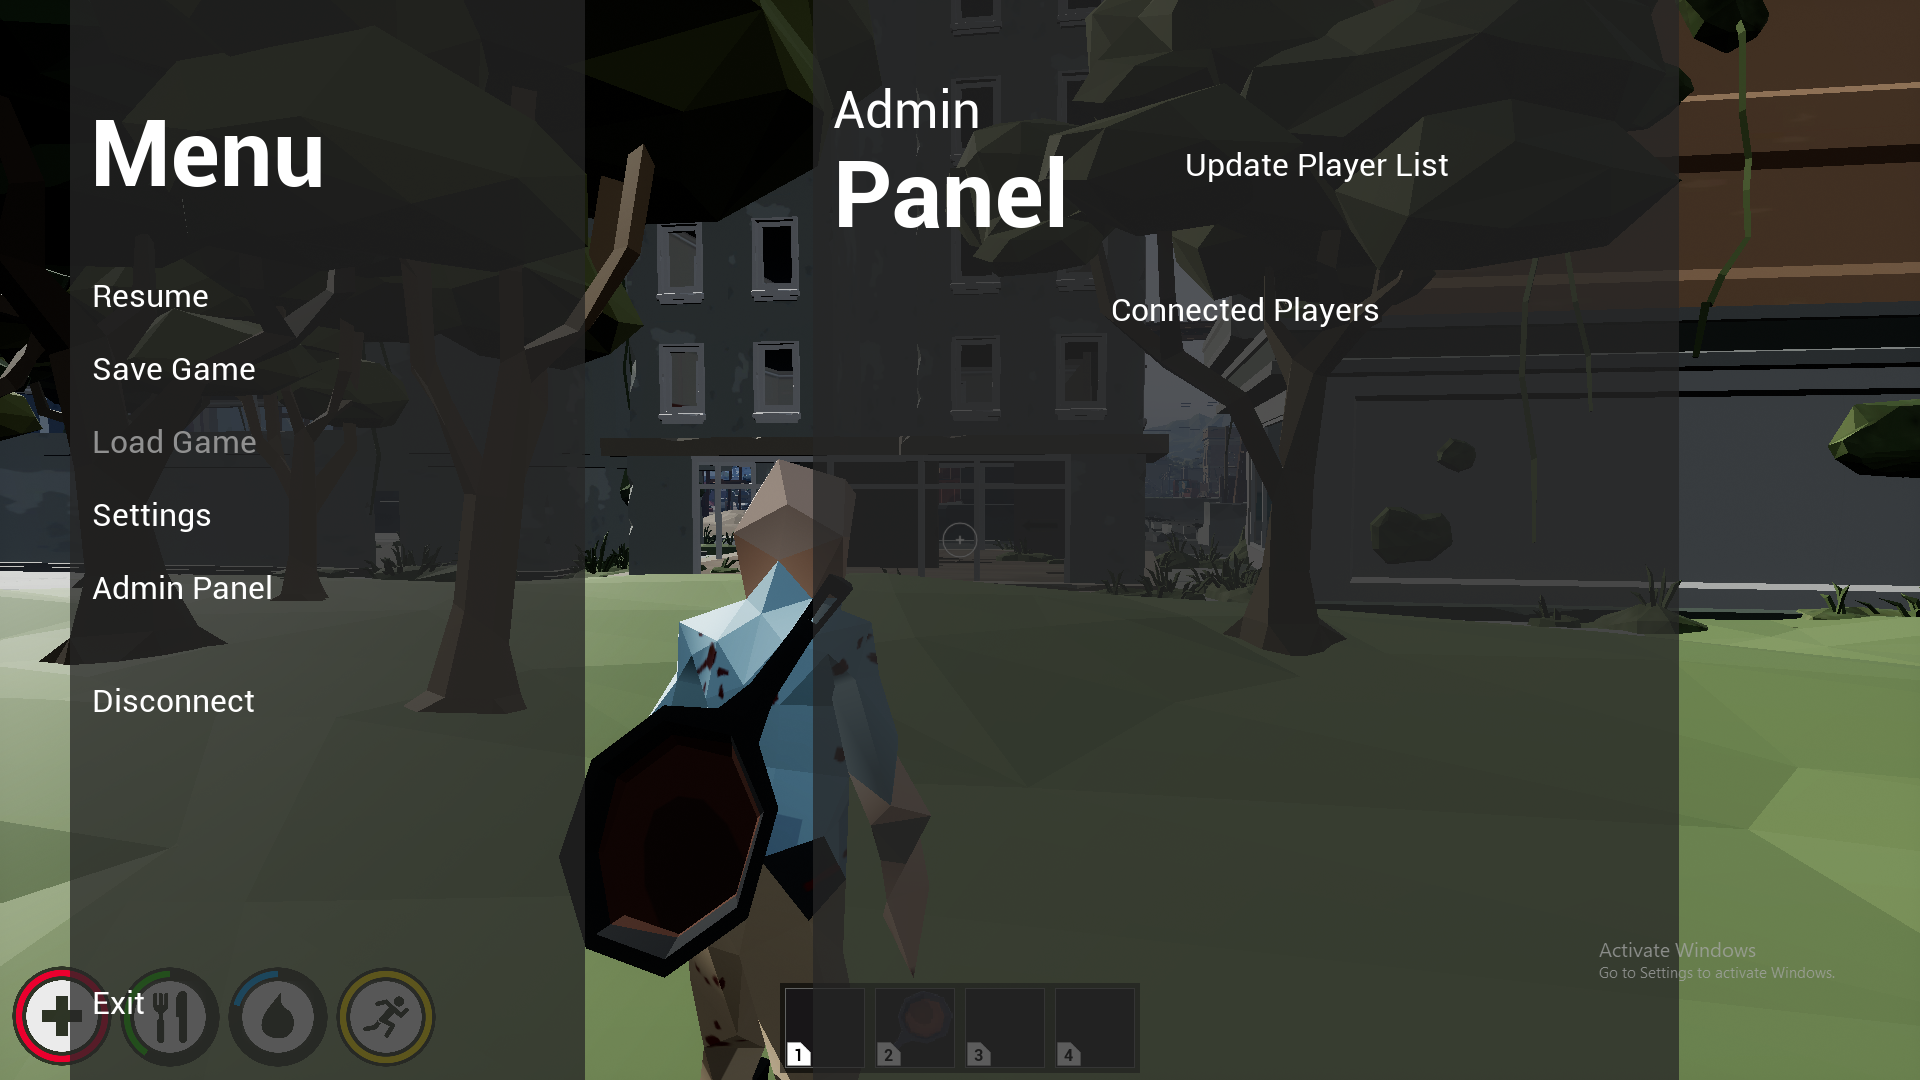 Menu
Resume
Save Game
Load Game
Settings
Admin Panel
Disconnect
Exit
Admin
Panel
Update Player List
Connected Players
1
2
3
4
Activate Windows
Go to Settings to activate Windows.